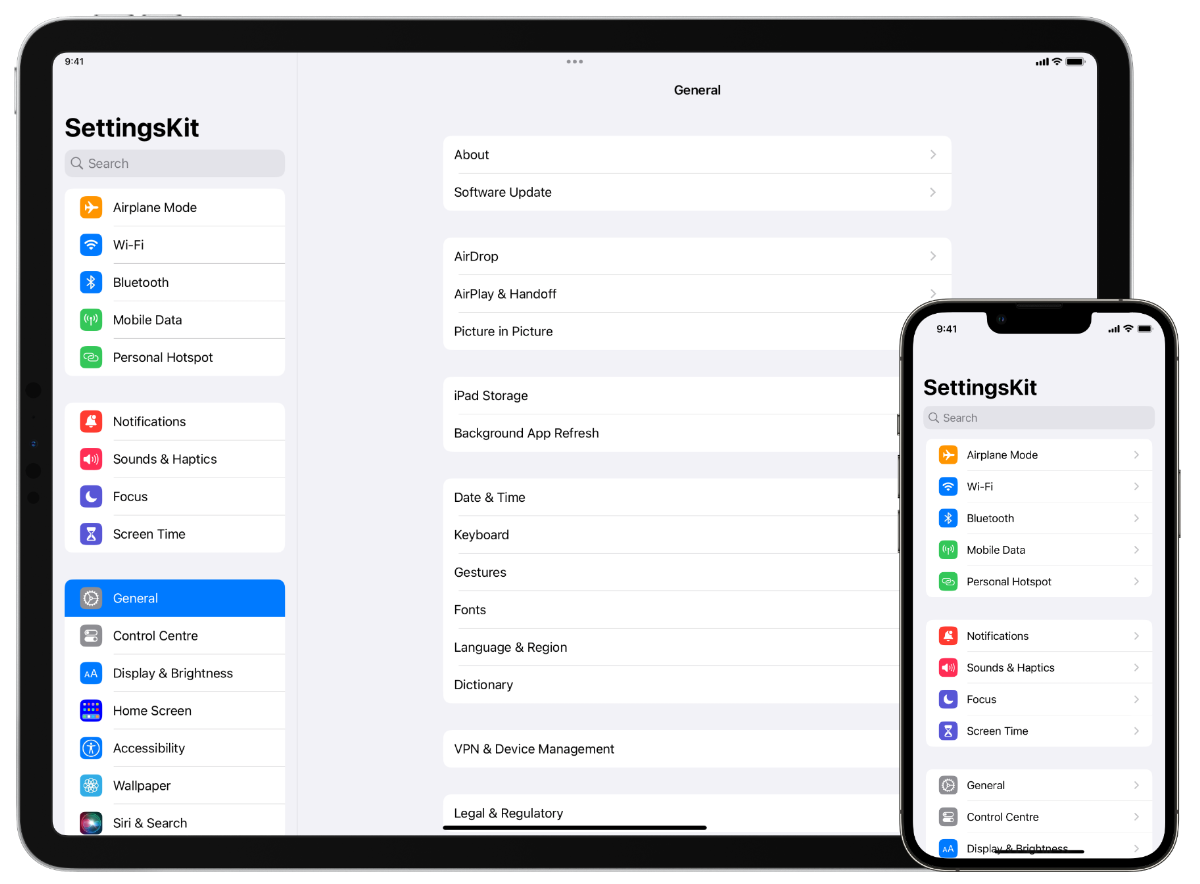 9:41
SettingsKit
Search
Airplane Mode
Wi-Fi
Bluetooth
Mobile Data
Personal Hotspot
Notifications
Sounds & Haptics
Focus
Screen Time
General
Control Centre
AA
Display & Brightness
Home Screen
Accessibility
Wallpaper
Siri & Search
General
About
Software Update
AirDrop
AirPlay & Handoff
Picture in Picture
iPad Storage
Background App Refresh
Date & Time
Keyboard
Gestures
Fonts
Language & Region
Dictionary
VPN & Device Management
Legal & Regulatory
9:41
SettingsKit
Search
Airplane Mode
Wi-Fi
Bluetooth
Mobile Data
Personal Hotspot
Notifications
Sounds & Haptics
Focus
Screen Time
General
Control Centre
AA
Display & Brightness